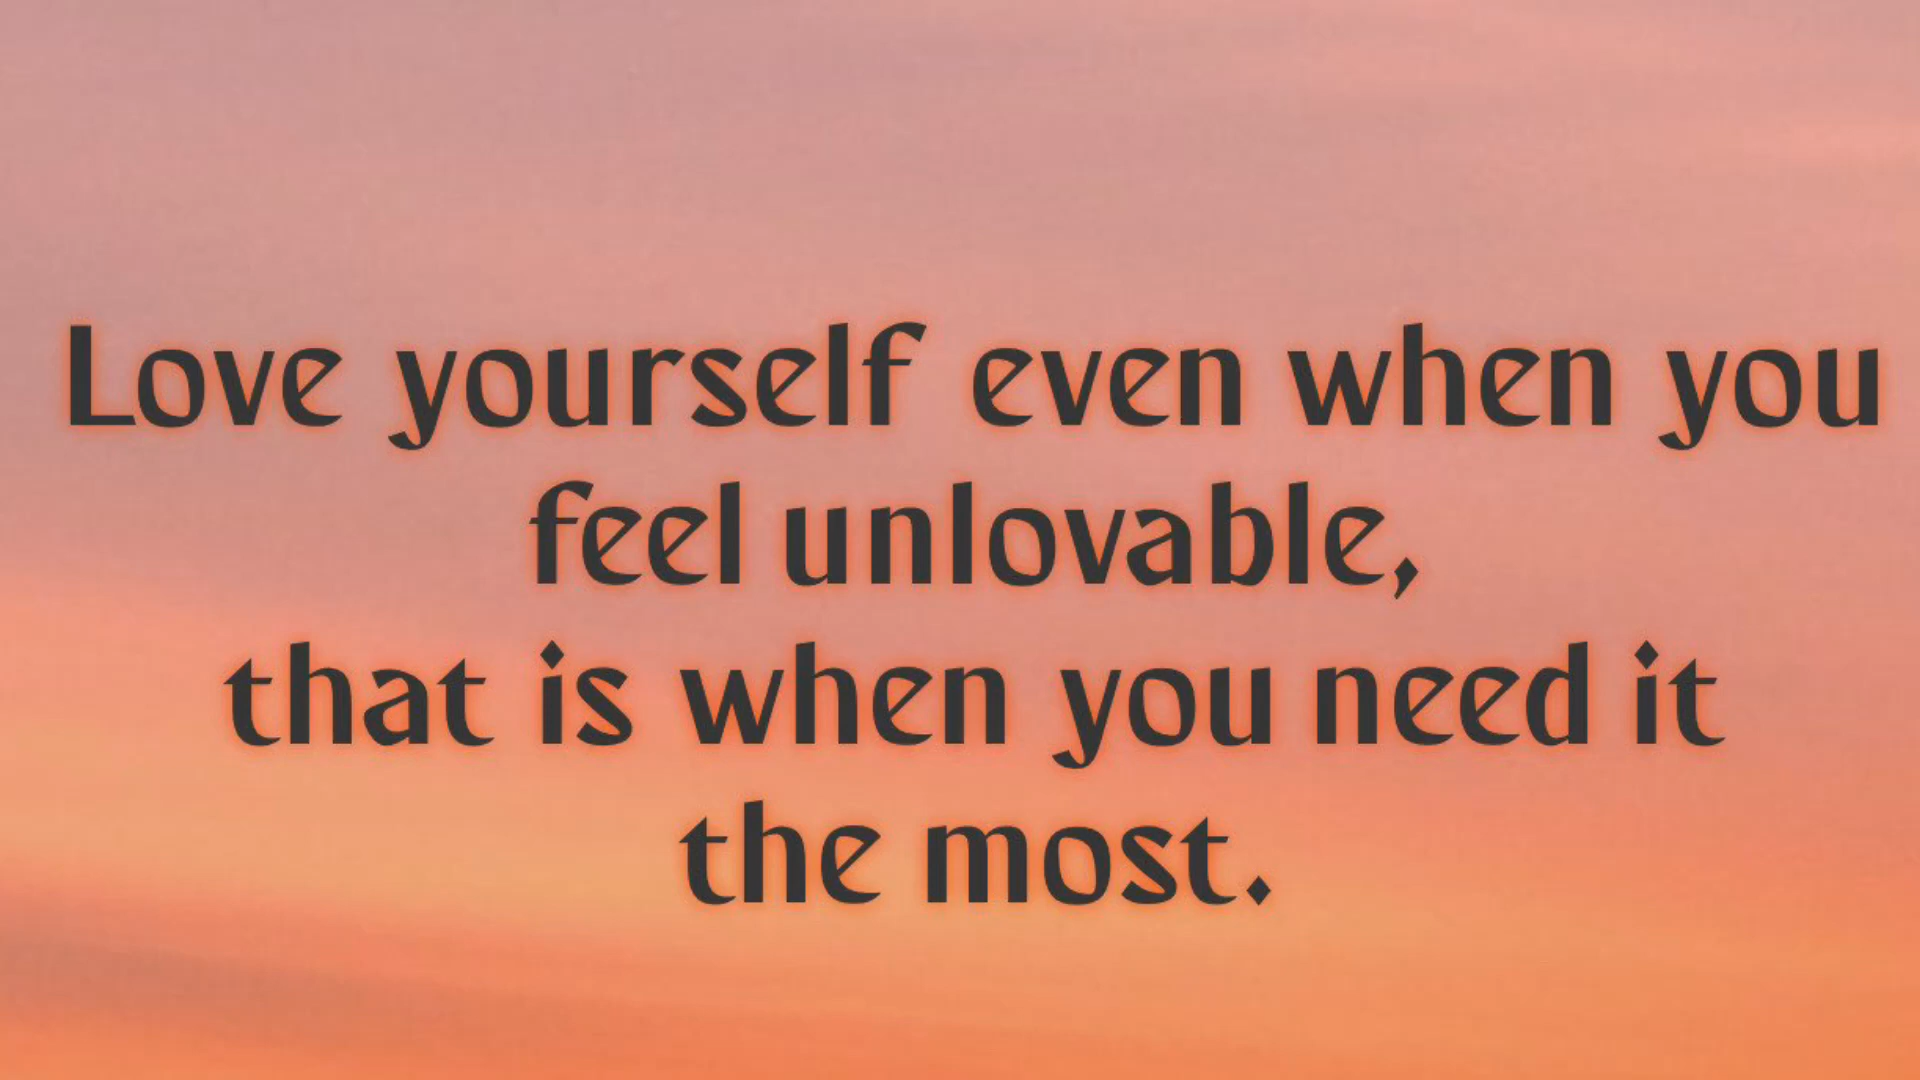 Love yourself even when you
feel unlovable,
that is when you need it
the most.